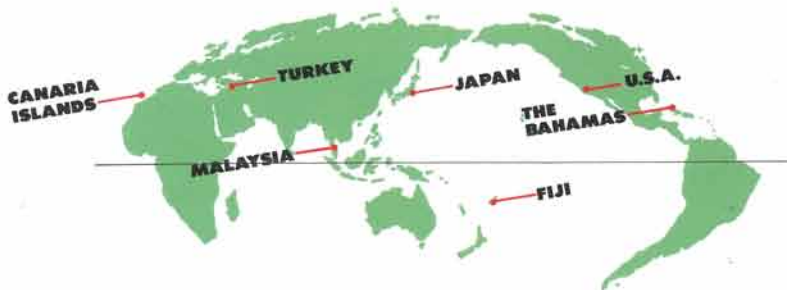 CANARIA
ISLANDS
TURKEY
JAPAN
U.S.A.
THE
BAHAMAS
MALAYSIA
FIJI